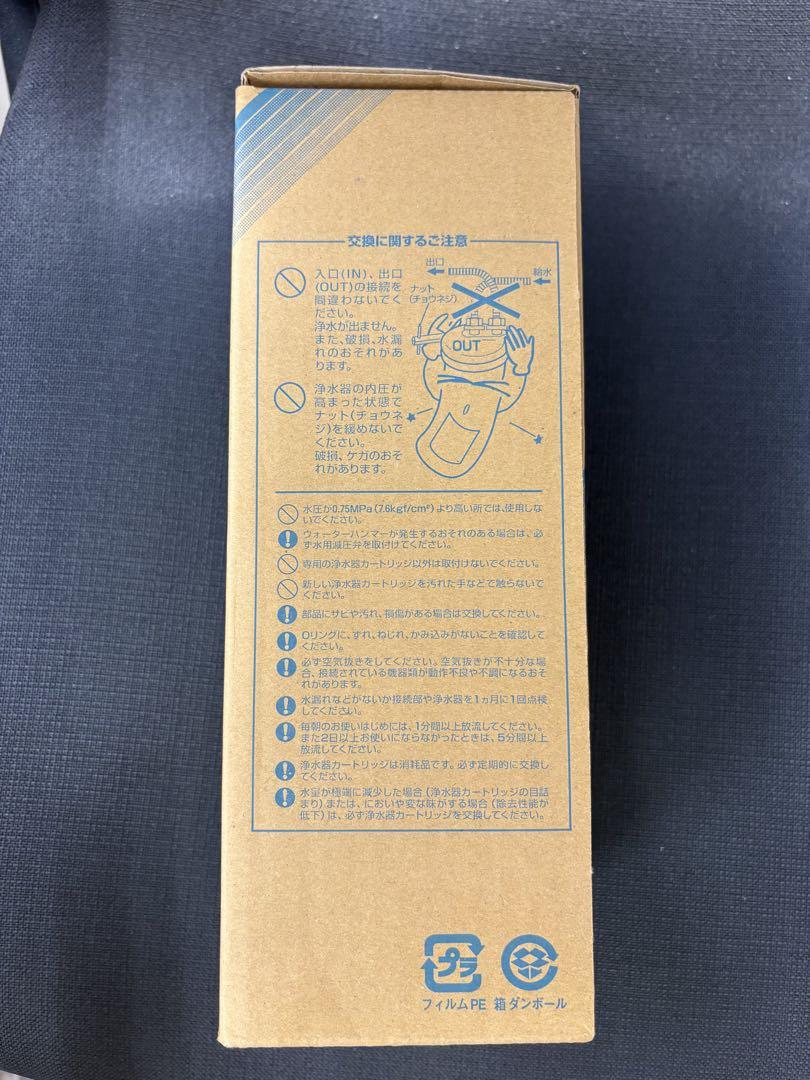 交換に関するご注意
入口(IN)、出口
(OUT)の接続を
間違わないでく
ださい。
浄水が出ません。
また、破損、水漏
れのおそれがあ
ります。
浄水器の内圧が
高まった状態で
ナット(チョウネ
ジ)を緩めないで
ください。
破損、ケガのおそ
れがあります。
出口
給水
ナット
(チョウネジ)
OUT
水圧が0.75MPa(7.6kgf/cm²)より高い所では、使用しな
いでください。
ウォーターハンマーが発生するおそれのある場合は、必
ず水用減圧弁を取付けてください。
専用の浄水器カートリッジ以外は取付けないでください。
新しい浄水器カートリッジを汚れた手などで触らないで
ください。
部品にサビや汚れ、損傷がある場合は交換してください。
Oリングに、ずれ、ねじれ、かみ込みがないことを確認して
ください。
必ず空気抜きをしてください。空気抜きが不十分な場
合、接続されている機器類が動作不良や不調になるおそ
れがあります。
水漏れなどがないか接続部や浄水器を1ヵ月に1回点検
してください。
毎朝のお使いはじめには、1分間以上放流してください。
また2日以上お使いにならなかったときは、5分間以上
放流してください。
浄水器カートリッジは消耗品です。必ず定期的に交換し
てください。
水量が極端に減少した場合(浄水器カートリッジの目詰
まり)または、においや変な味がする場合(除去性能が
低下)は、必ず浄水器カートリッジを交換してください。
プラ
フィルムPE 箱 ダンボール